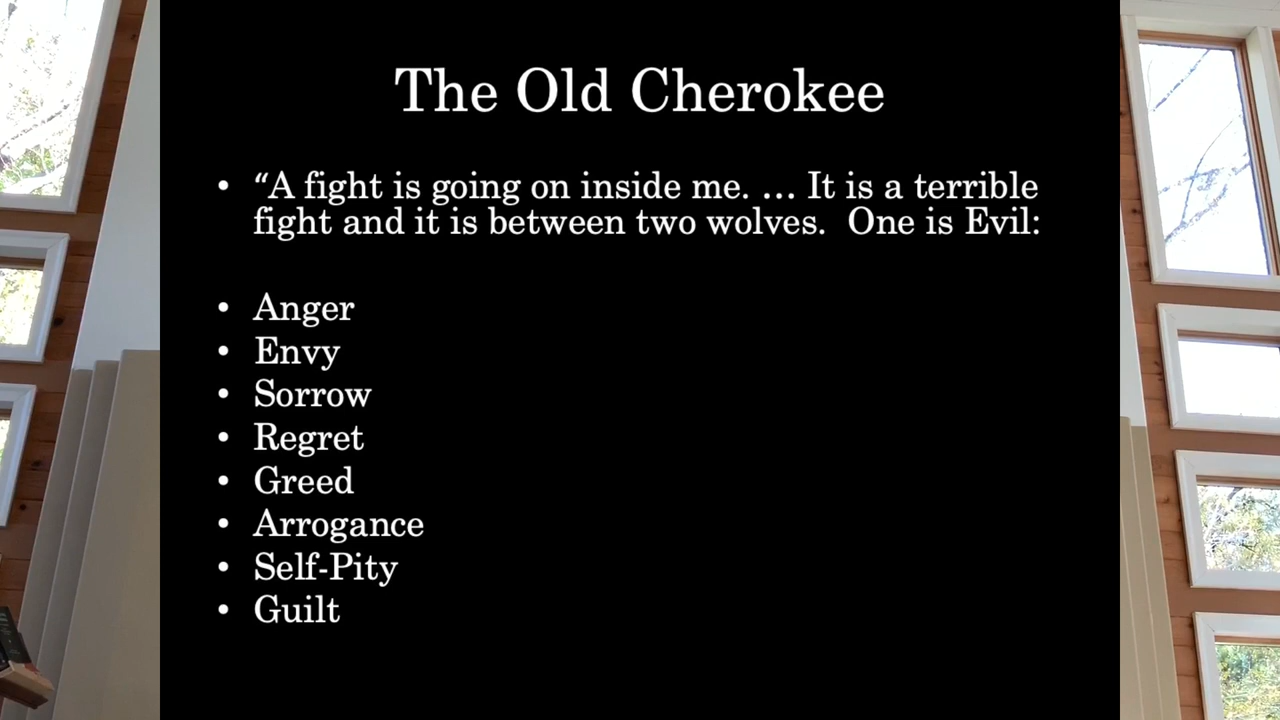 The Old Cherokee
• “A fight is going on inside me. … It is a terrible
fight and it is between two wolves.  One is Evil:
• Anger
• Envy
• Sorrow
• Regret
• Greed
• Arrogance
• Self-Pity
• Guilt